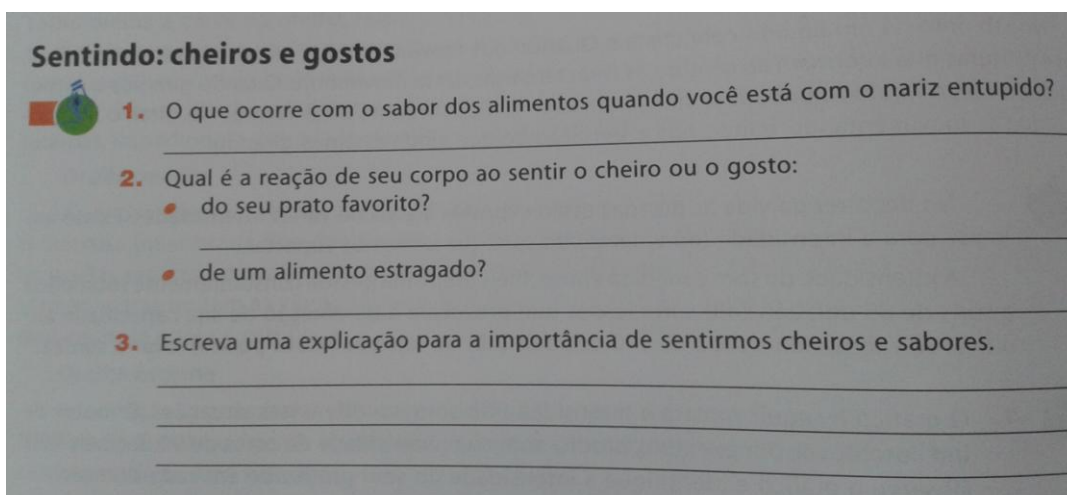 Sentindo: cheiros e gostos
1. O que ocorre com o sabor dos alimentos quando você está com o nariz entupido?
2. Qual é a reação de seu corpo ao sentir o cheiro ou o gosto:
• do seu prato favorito?
• de um alimento estragado?
3. Escreva uma explicação para a importância de sentirmos cheiros e sabores.